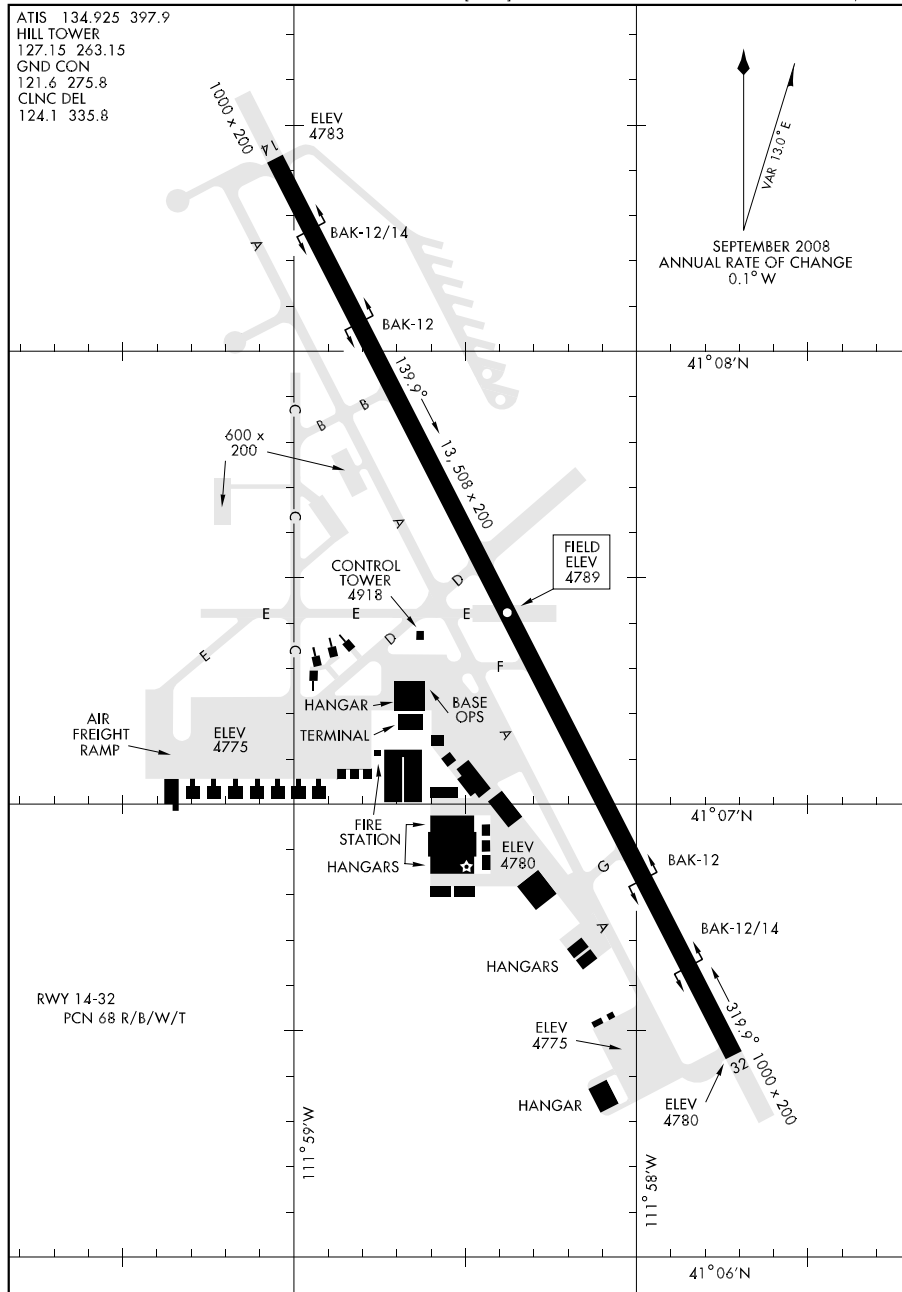 ATIS 134.925 397.9
HILL TOWER
127.15 263.15
GND CON
121.6 275.8
CLNC DEL
124.1 335.8
1000 x 200
ELEV
4783
14
VAR 13.0° E
SEPTEMBER 2008
ANNUAL RATE OF CHANGE
0.1° W
A
BAK-12/14
BAK-12
41°08'N
139.9°
13, 508 x 200
C
B
B
600 x
200
C
A
CONTROL
TOWER
4918
D
FIELD
ELEV
4789
E
E
E
D
C
E
F
HANGAR
BASE
OPS
TERMINAL
A
AIR
FREIGHT
RAMP
ELEV
4775
41°07'N
FIRE
STATION
HANGARS
ELEV
4780
G
BAK-12
A
BAK-12/14
HANGARS
RWY 14-32
PCN 68 R/B/W/T
319.9°
1000 x 200
ELEV
4775
32
HANGAR
ELEV
4780
111°59'W
111°58'W
41°06'N